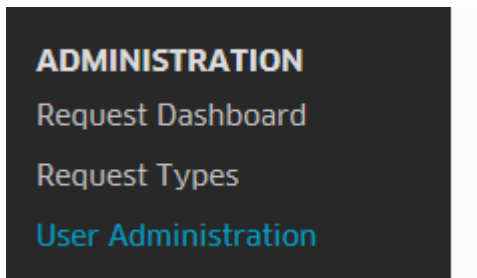 ADMINISTRATION
Request Dashboard
Request Types
User Administration